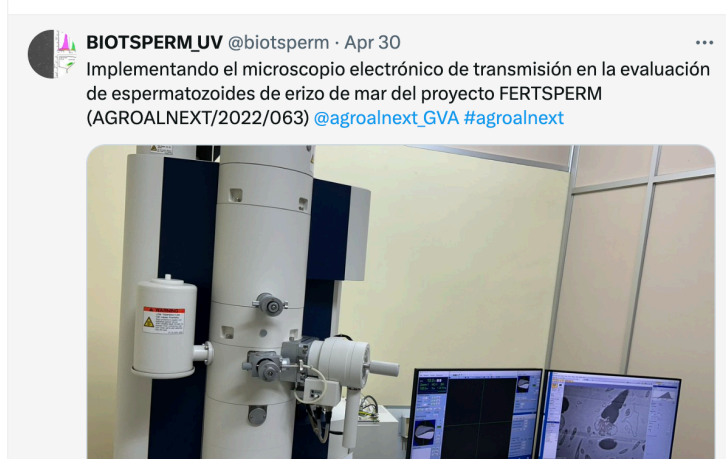 BIOTSPERM_UV @biotsperm · Apr 30
Implementando el microscopio electrónico de transmisión en la evaluación
de espermatozoides de erizo de mar del proyecto FERTSPERM
(AGROALNEXT/2022/063) @agroalnext_GVA #agroalnext